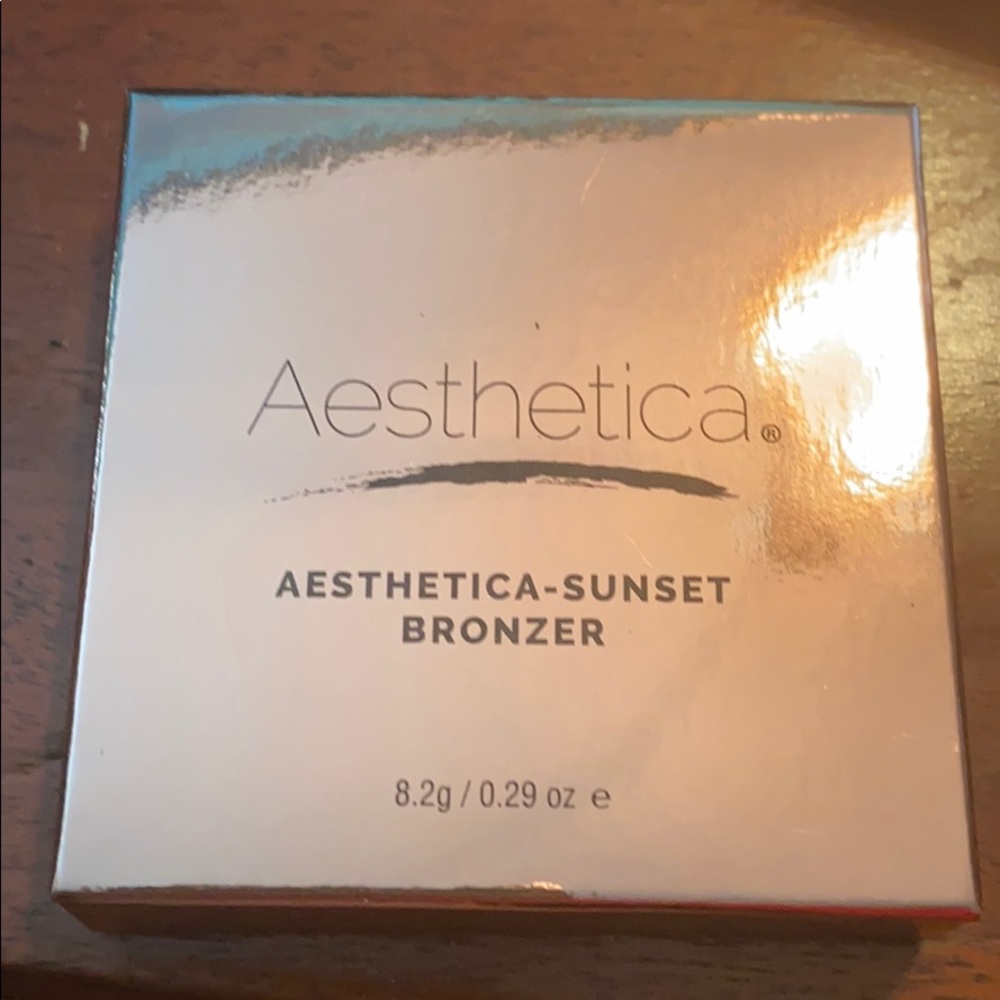 Aesthetica®
AESTHETICA-SUNSET
BRONZER
8.2g / 0.29 oz ℮